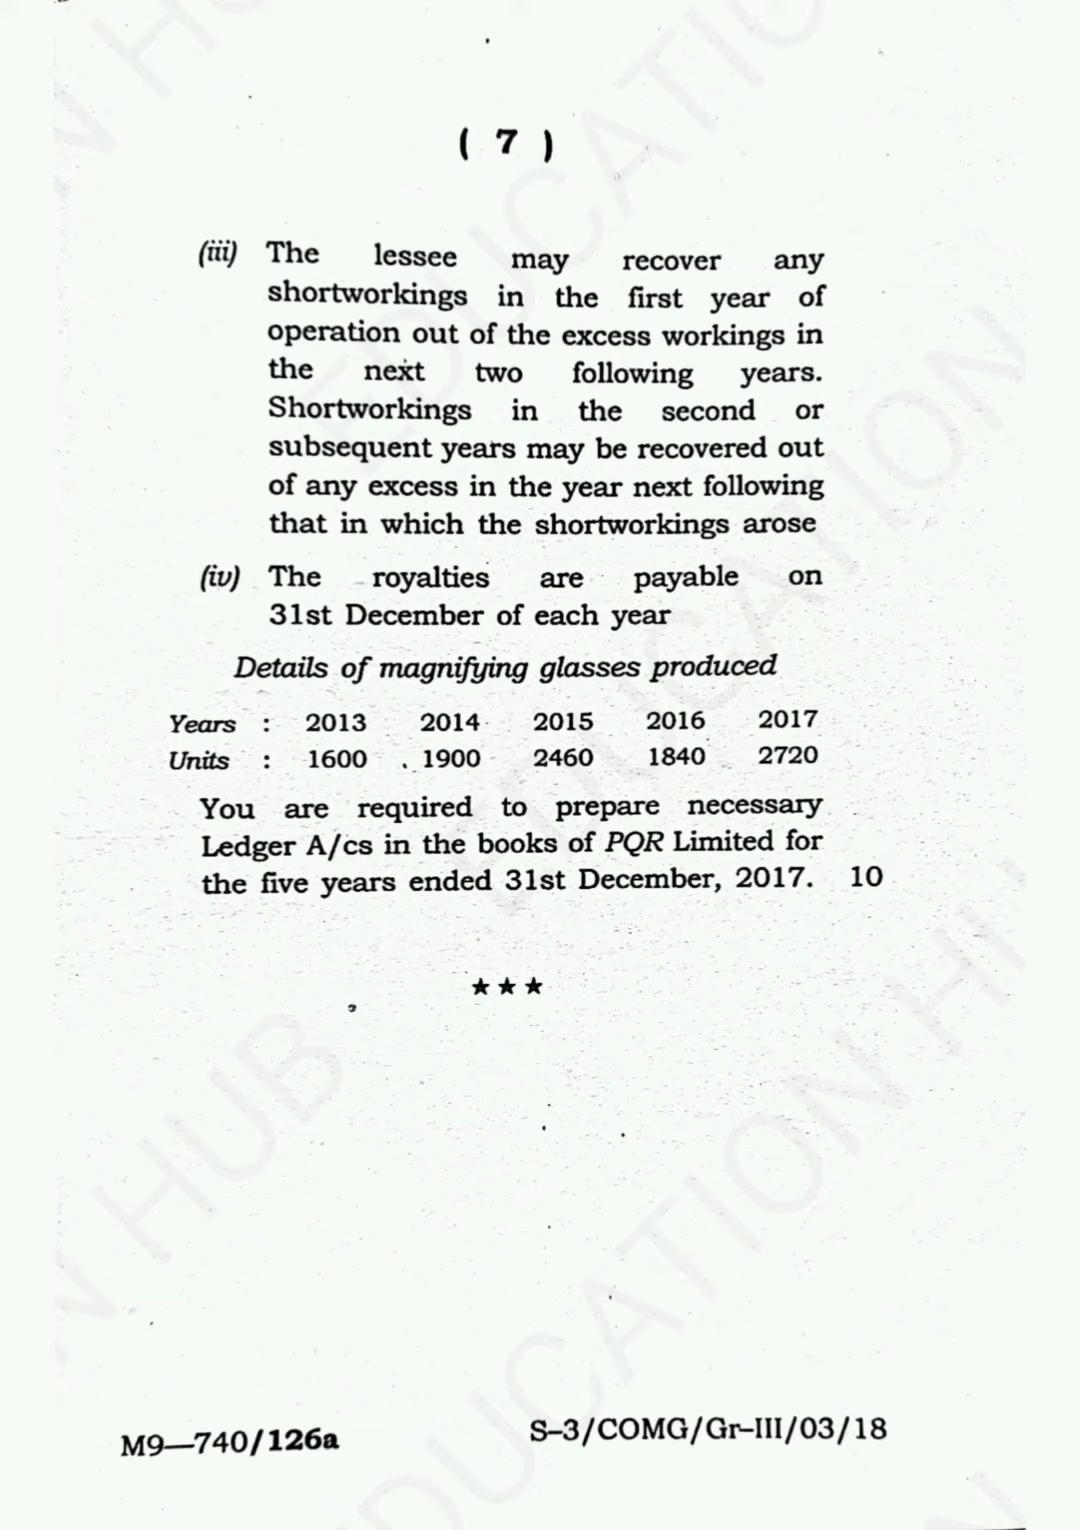 ( 7 )
(iii) The lessee may recover any
shortworkings in the first year of
operation out of the excess workings in
the next two following years.
Shortworkings in the second or
subsequent years may be recovered out
of any excess in the year next following
that in which the shortworkings arose
(iv) The royalties are payable on
31st December of each year
Details of magnifying glasses produced
Years : 2013 2014 2015 2016 2017
Units : 1600 1900 2460 1840 2720
You are required to prepare necessary
Ledger A/cs in the books of PQR Limited for
the five years ended 31st December, 2017. 10
★★★
M9—740/126a S–3/COMG/Gr–III/03/18
EDUCATION
EDUCATION
HUB
EDUCATION